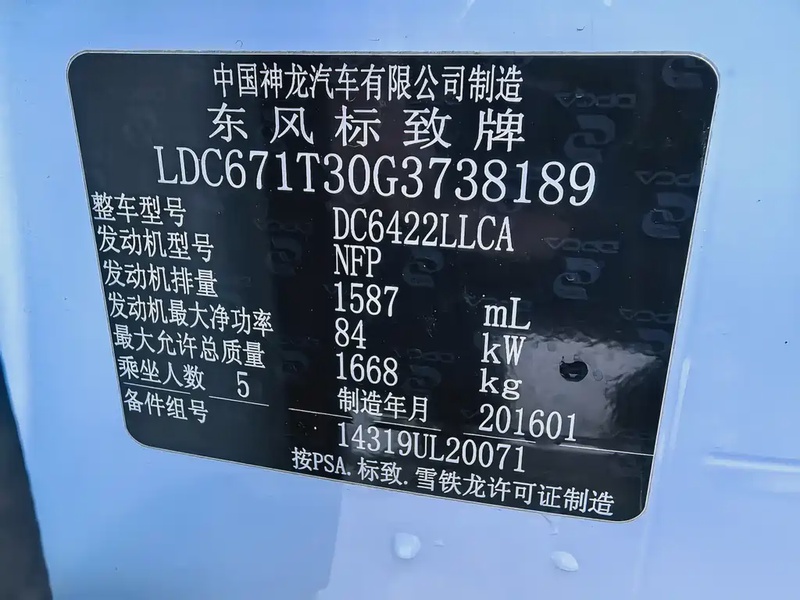 中国神龙汽车有限公司制造
东风标致牌
LDC671T30G3738189
整车型号 DC6422LLCA
发动机型号 NFP
发动机排量 1587 mL
发动机最大净功率 84 kW
最大允许总质量 1668 kg
乘坐人数 5 制造年月 201601
备件组号 14319UL20071
按PSA.标致.雪铁龙许可证制造